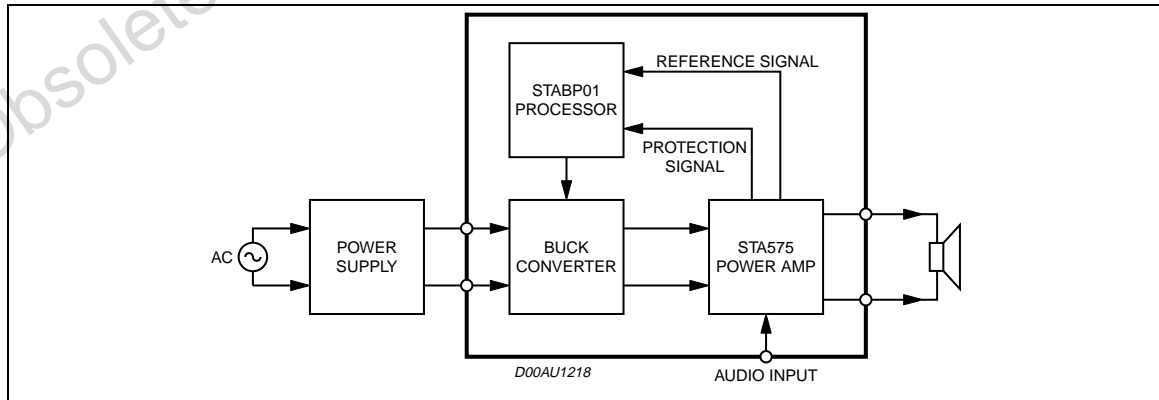 Obsolete
STABP01
PROCESSOR
REFERENCE SIGNAL
PROTECTION
SIGNAL
AC
POWER
SUPPLY
BUCK
CONVERTER
STA575
POWER AMP
D00AU1218
AUDIO INPUT